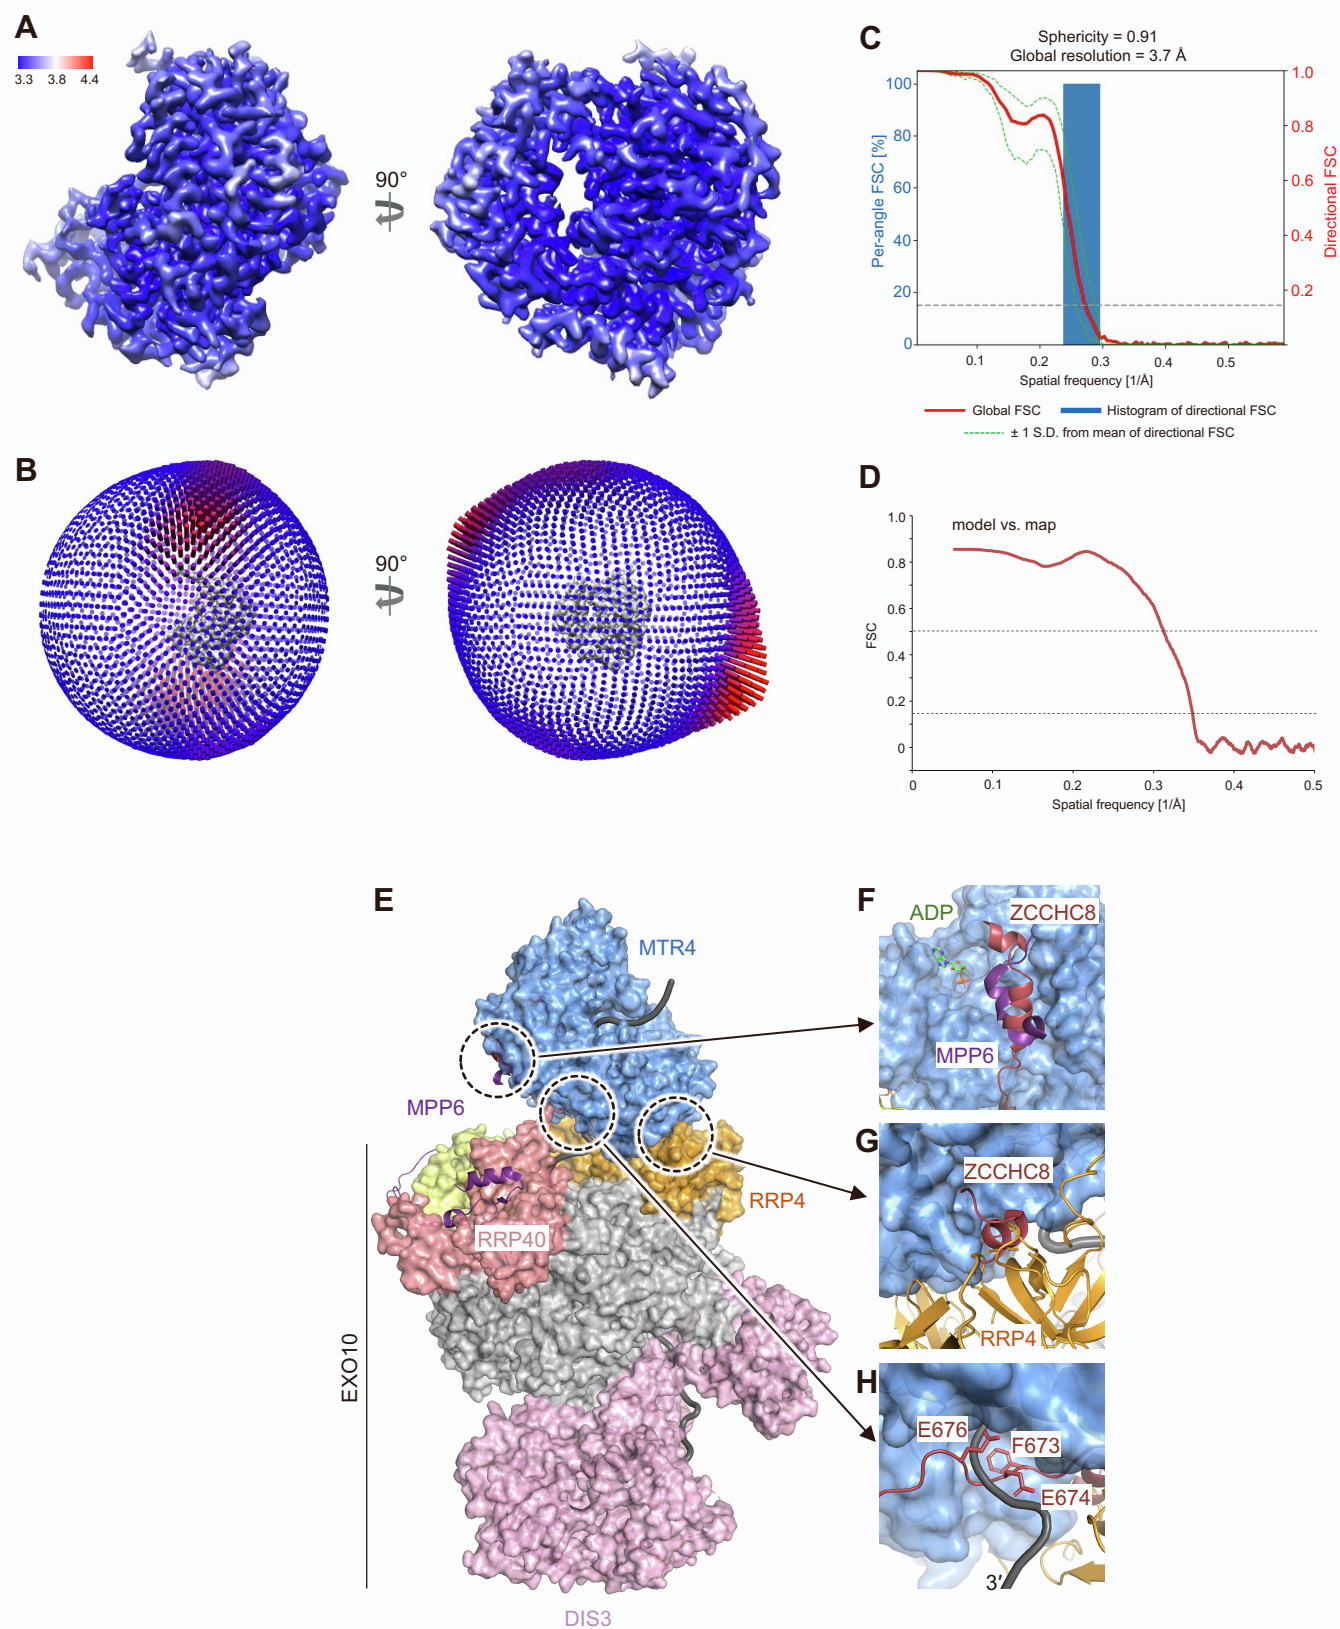 A
3.3 3.8 4.4
90°
B
90°
C
Sphericity = 0.91
Global resolution = 3.7 Å
100
80
60
40
20
0
Per-angle FSC [%]
1.0
0.8
0.6
0.4
0.2
Directional FSC
0.1 0.2 0.3 0.4 0.5
Spatial frequency [1/Å]
Global FSC
Histogram of directional FSC
± 1 S.D. from mean of directional FSC
D
model vs. map
1.0
0.8
0.6
0.4
0.2
0
FSC
0 0.1 0.2 0.3 0.4 0.5
Spatial frequency [1/Å]
E
MTR4
MPP6
RRP40
RRP4
EXO10
DIS3
F
ADP
ZCCHC8
MPP6
G
ZCCHC8
RRP4
H
E676
F673
E674
3′